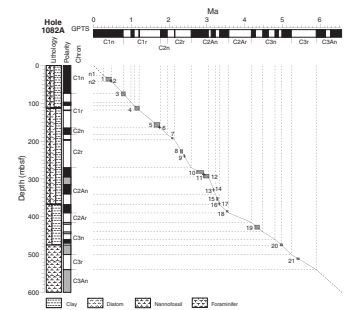 Ma
Hole
1082A
GPTS
0 1 2 3 4 5 6
C1n C1r C2n C2r C2An C2Ar C3n C3r C3An
Lithology
Polarity
Chron
Depth (mbsf)
0
100
200
300
400
500
600
C1n
C1r
C2n
C2r
C2An
C2Ar
C3n
C3r
C3An
n1
n2
1 2
3
4
5 6
7
8
9
10
11 12
13 14
15
16 17
18
19
20
21
Clay Diatom Nannofossil Foraminifer